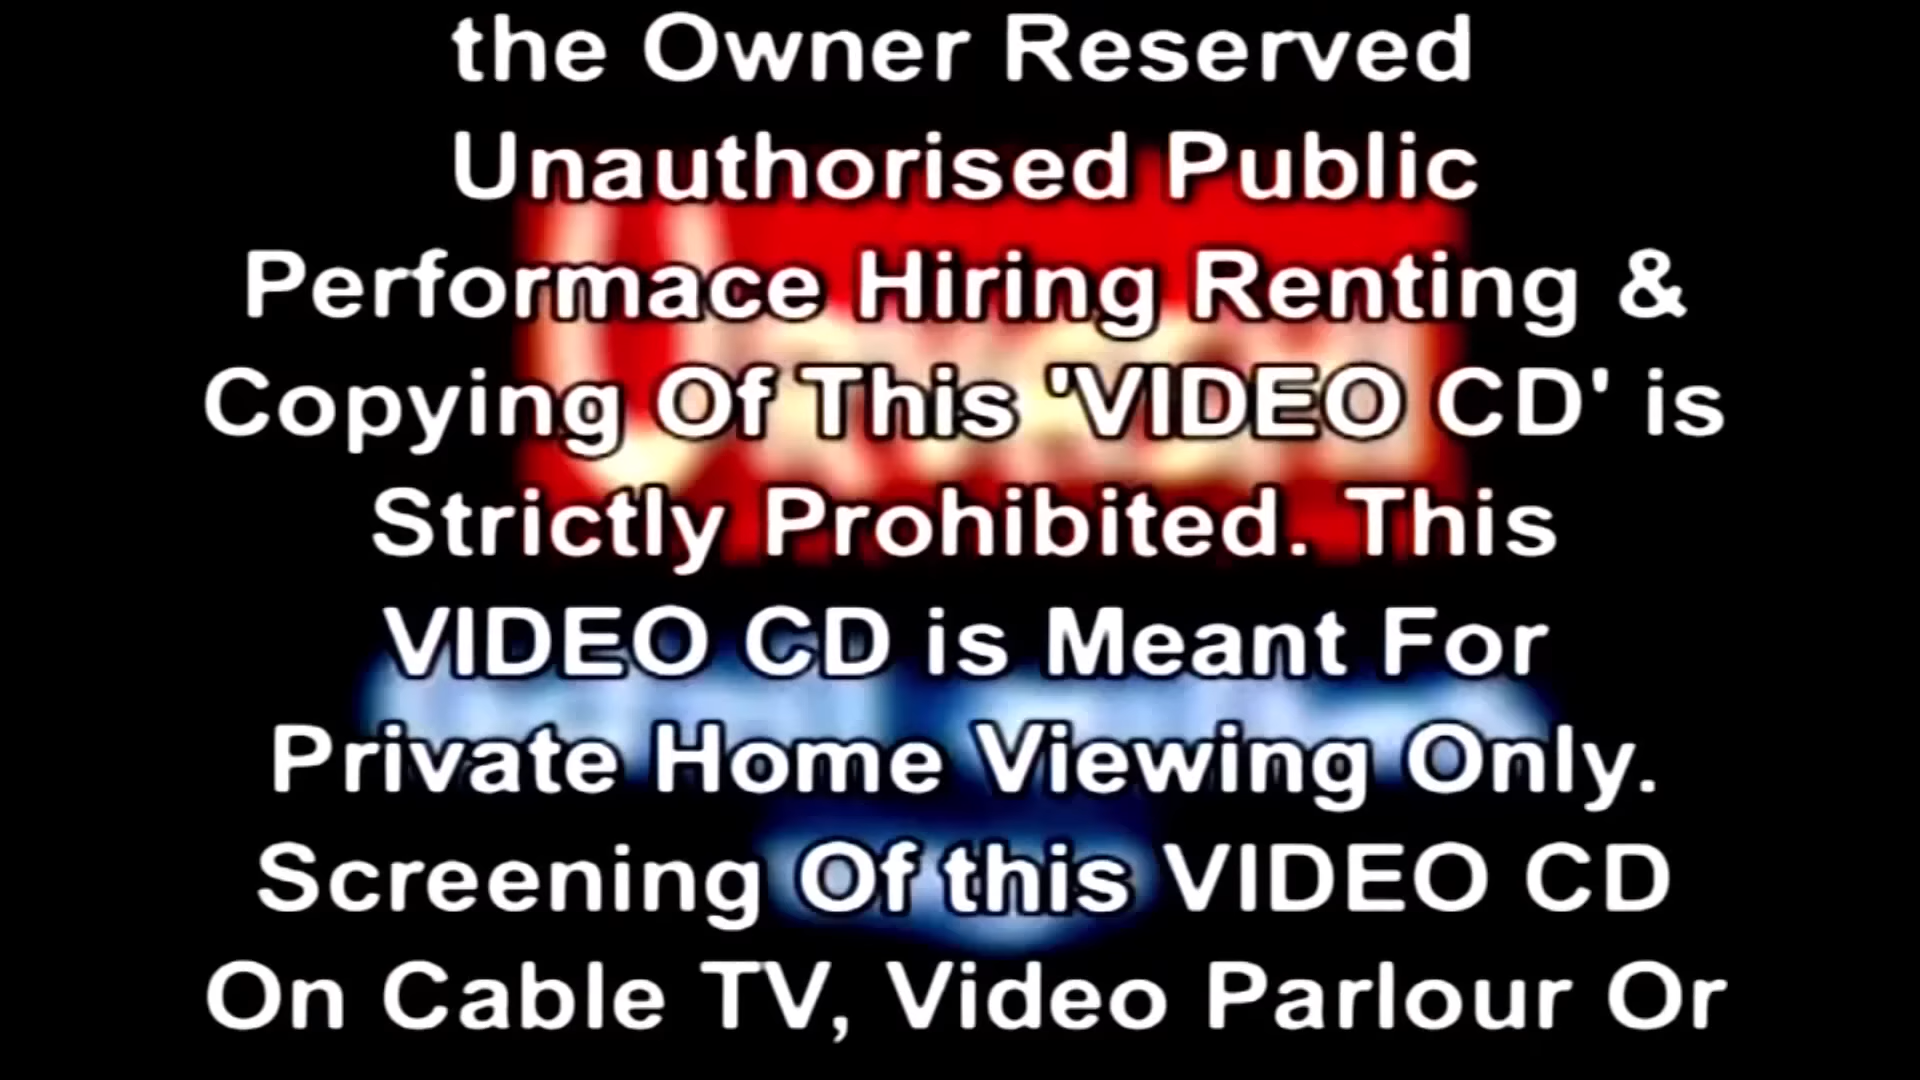 the Owner Reserved
Unauthorised Public
Performace Hiring Renting &
Copying Of This 'VIDEO CD' is
Strictly Prohibited. This
VIDEO CD is Meant For
Private Home Viewing Only.
Screening Of this VIDEO CD
On Cable TV, Video Parlour Or